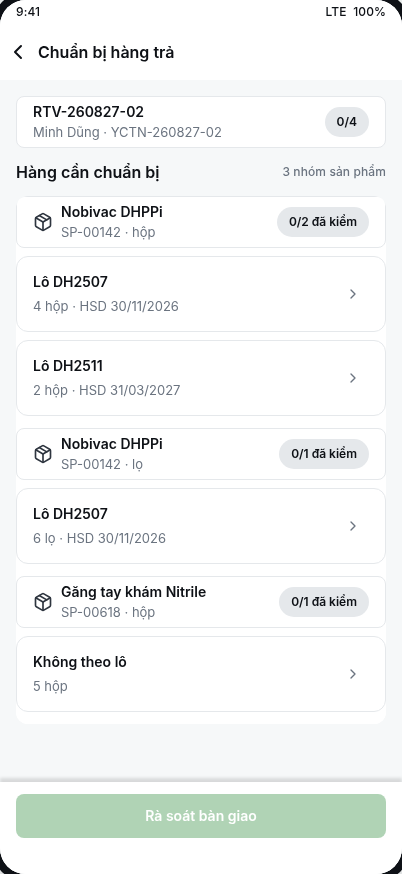 9:41
LTE 100%
Chuẩn bị hàng trả
RTV-260827-02
Minh Dũng · YCTN-260827-02
0/4
Hàng cần chuẩn bị
3 nhóm sản phẩm
Nobivac DHPPi
SP-00142 · hộp
0/2 đã kiểm
Lô DH2507
4 hộp · HSD 30/11/2026
Lô DH2511
2 hộp · HSD 31/03/2027
Nobivac DHPPi
SP-00142 · lọ
0/1 đã kiểm
Lô DH2507
6 lọ · HSD 30/11/2026
Găng tay khám Nitrile
SP-00618 · hộp
0/1 đã kiểm
Không theo lô
5 hộp
Rà soát bàn giao